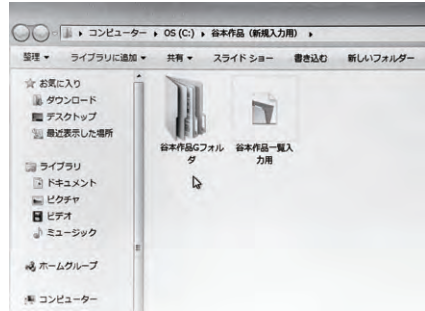 コンピューター ▸ OS (C:) ▸ 谷本作品（新規入力用） ▸
整理 ▾ ライブラリに追加 ▾ 共有 ▾ スライド ショー 書き込む 新しいフォルダー
お気に入り
ダウンロード
デスクトップ
最近表示した場所
ライブラリ
ドキュメント
ピクチャ
ビデオ
ミュージック
ホームグループ
コンピューター
谷本作品Gフォル
ダ
谷本作品一覧入
力用